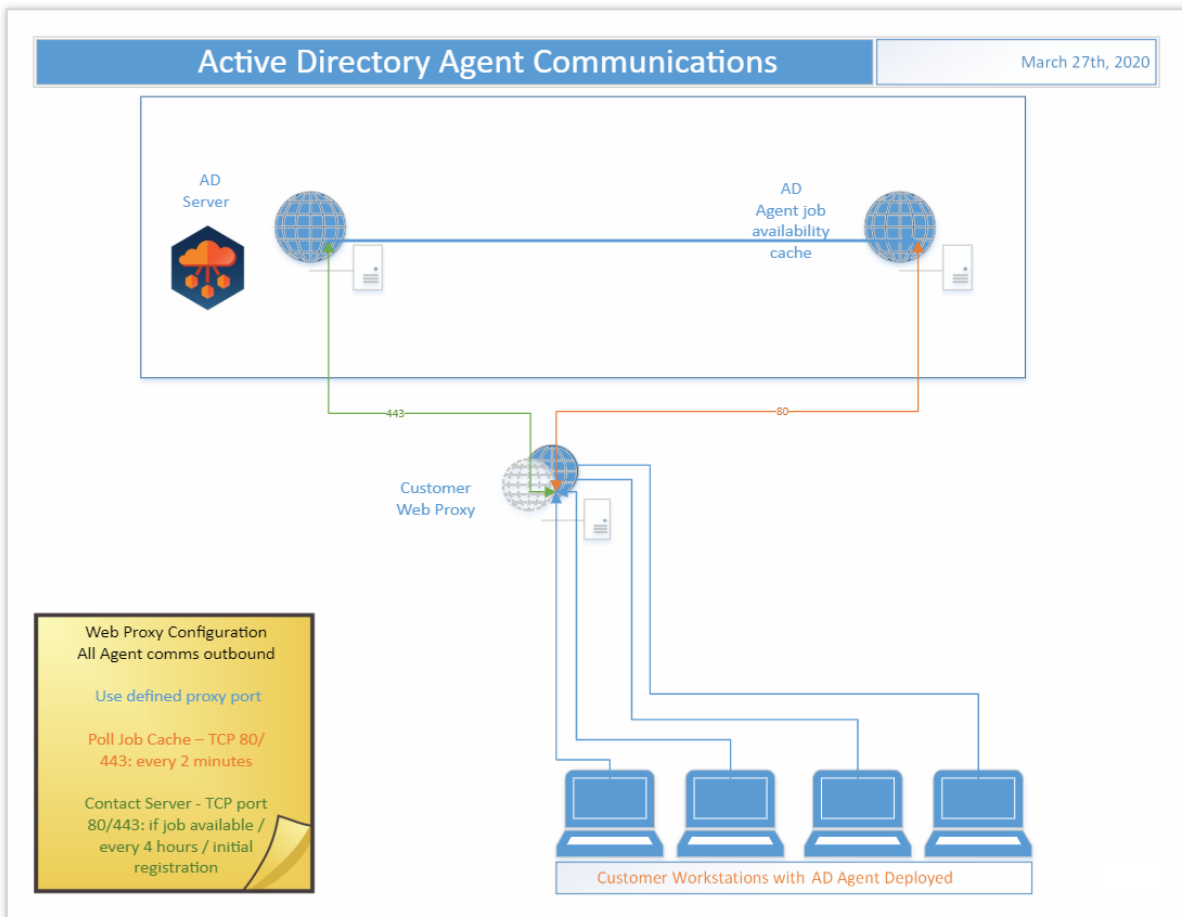 Active Directory Agent Communications
March 27th, 2020
AD
Server
AD
Agent job
availability
cache
443
80
Customer
Web Proxy
Web Proxy Configuration
All Agent comms outbound
Use defined proxy port
Poll Job Cache – TCP 80/
443: every 2 minutes
Contact Server - TCP port
80/443: if job available /
every 4 hours / initial
registration
Customer Workstations with AD Agent Deployed